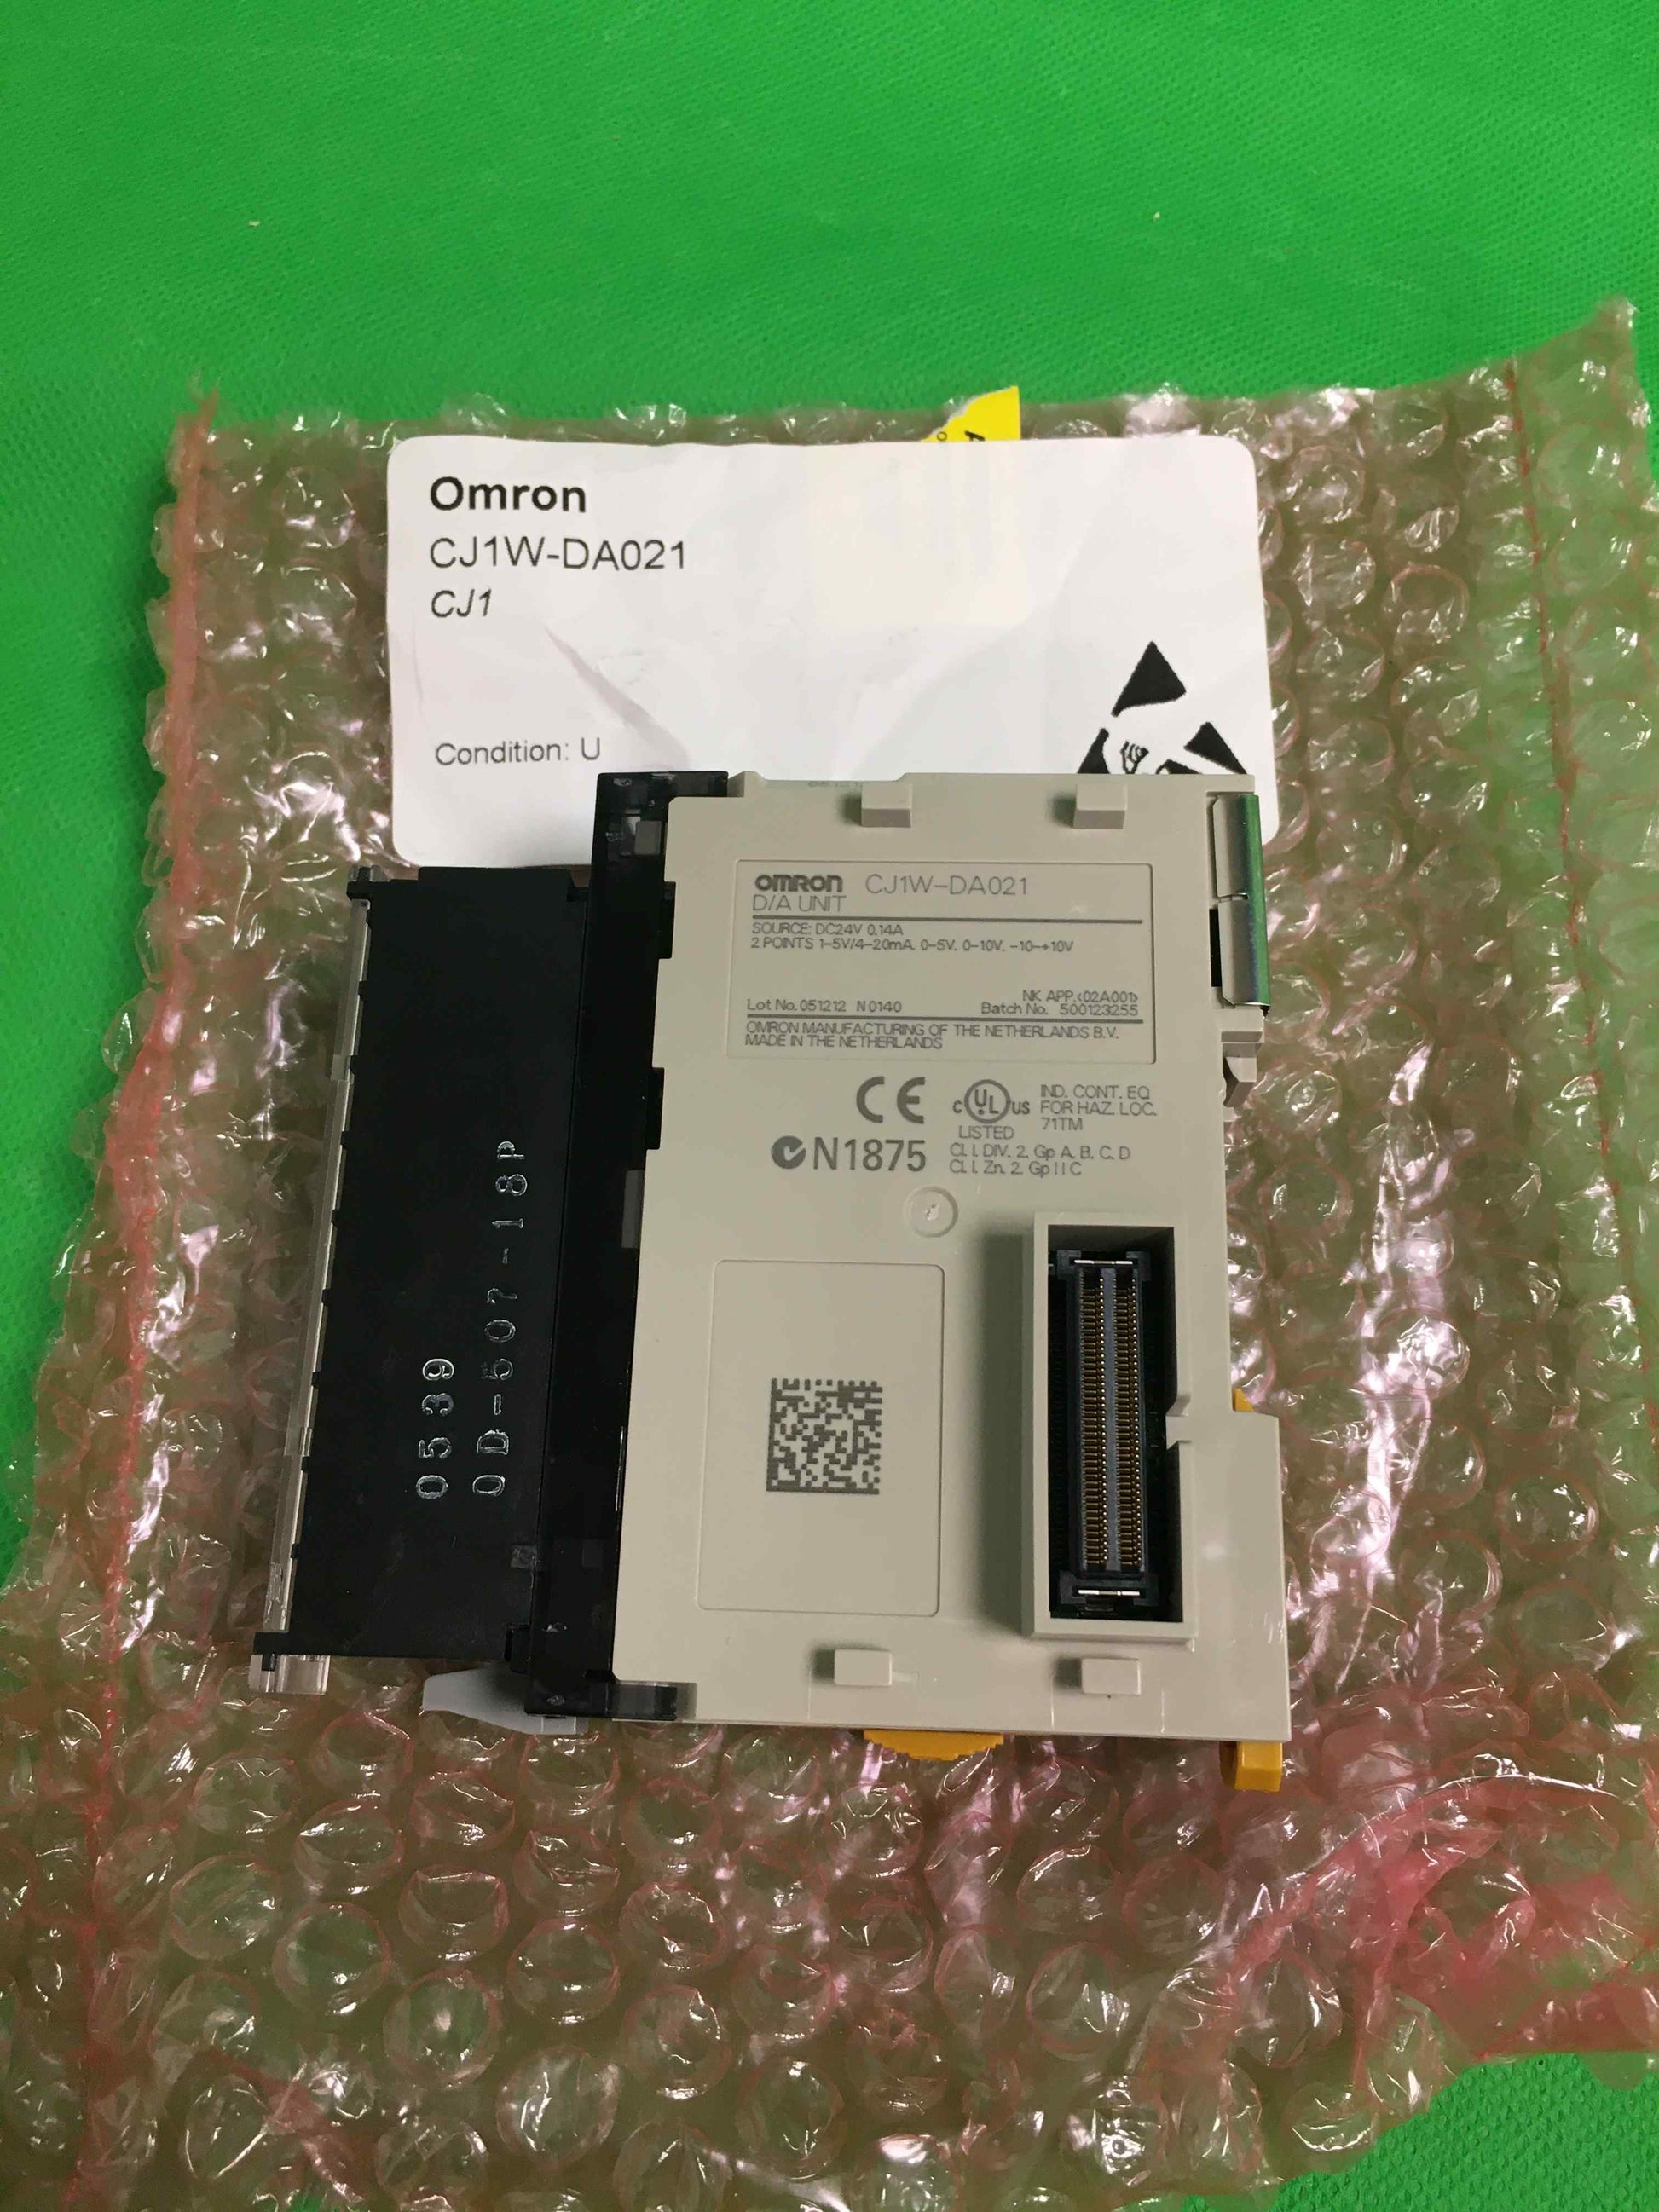 Omron
CJ1W-DA021
CJ1
Condition: U
OMRON CJ1W-DA021
D/A UNIT
SOURCE: DC24V 0.14A
2 POINTS 1-5V/4-20mA, 0-5V, 0-10V, -10-+10V
NK APP.<02A001>
Lot No. 051212 N0140 Batch No. 500123255
OMRON MANUFACTURING OF THE NETHERLANDS B.V.
MADE IN THE NETHERLANDS
CE
c UL us
LISTED
IND. CONT. EQ
FOR HAZ. LOC.
71TM
N1875
CL I, DIV. 2, Gp A, B, C, D
CL I, Zn. 2, Gp IIC
0539
0D-507-18P